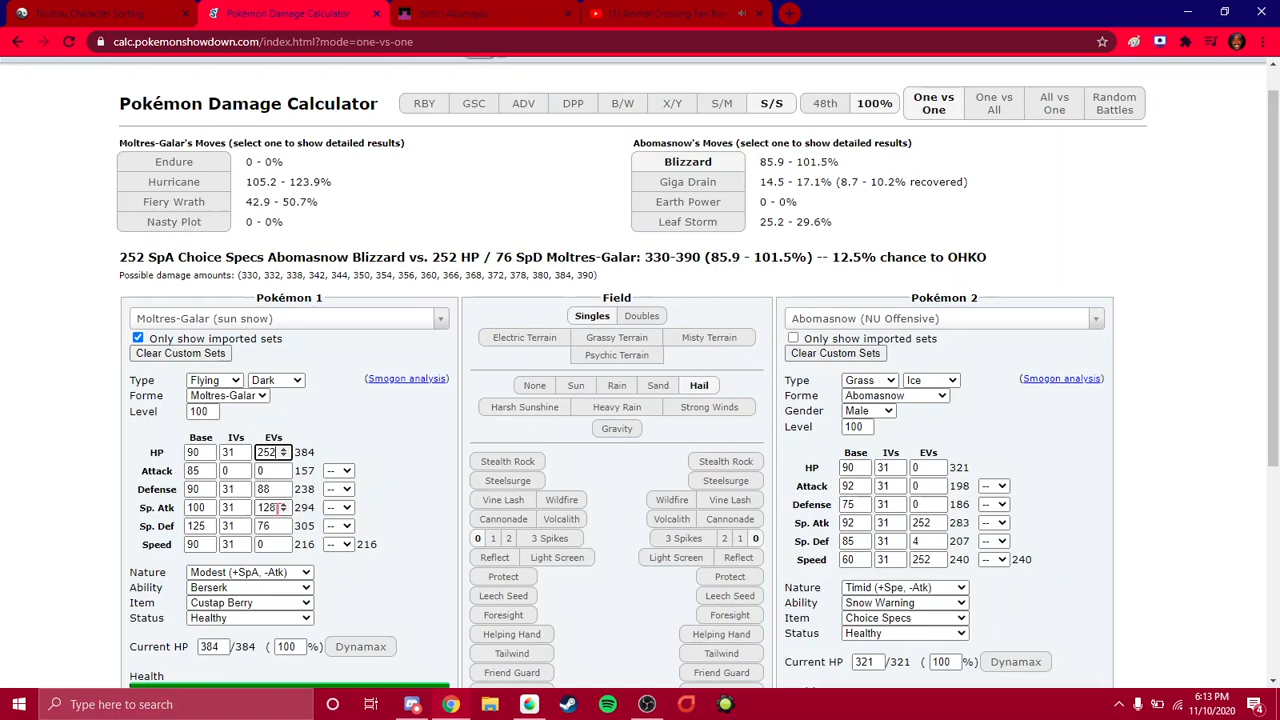 Touhou Character Sorting
Pokémon Damage Calculator
(1) Animal Crossing Fan Re
calc.pokemonshowdown.com/index.html?mode=one-vs-one
Pokémon Damage Calculator RBY GSC ADV DPP B/W X/Y S/M S/S 48th 100% One vs One One vs All All vs One Random Battles
Moltres-Galar's Moves (select one to show detailed results) Abomasnow's Moves (select one to show detailed results)
Endure 0 - 0% Blizzard 85.9 - 101.5%
Hurricane 105.2 - 123.9% Giga Drain 14.5 - 17.1% (8.7 - 10.2% recovered)
Fiery Wrath 42.9 - 50.7% Earth Power 0 - 0%
Nasty Plot 0 - 0% Leaf Storm 25.2 - 29.6%
252 SpA Choice Specs Abomasnow Blizzard vs. 252 HP / 76 SpD Moltres-Galar: 330-390 (85.9 - 101.5%) -- 12.5% chance to OHKO
Possible damage amounts: (330, 332, 338, 342, 344, 350, 354, 356, 360, 366, 368, 372, 378, 380, 384, 390)
Pokémon 1
Moltres-Galar (sun snow)
Only show imported sets
Clear Custom Sets
Type Flying Dark (Smogon analysis)
Forme Moltres-Galar
Level 100
Base IVs EVs
HP 90 31 252 384
Attack 85 0 0 157 --
Defense 90 31 88 238 --
Sp. Atk 100 31 128 294 --
Sp. Def 125 31 76 305 --
Speed 90 31 0 216 -- 216
Nature Modest (+SpA, -Atk)
Ability Berserk
Item Custap Berry
Status Healthy
Current HP 384 /384 ( 100 %) Dynamax
Health
Field
Singles Doubles
Electric Terrain Grassy Terrain Misty Terrain
Psychic Terrain
None Sun Rain Sand Hail
Harsh Sunshine Heavy Rain Strong Winds
Gravity
Stealth Rock Stealth Rock
Steelsurge Steelsurge
Vine Lash Wildfire Wildfire Vine Lash
Cannonade Volcalith Volcalith Cannonade
0 1 2 3 Spikes 3 Spikes 2 1 0
Reflect Light Screen Light Screen Reflect
Protect Protect
Leech Seed Leech Seed
Foresight Foresight
Helping Hand Helping Hand
Tailwind Tailwind
Friend Guard Friend Guard
Pokémon 2
Abomasnow (NU Offensive)
Only show imported sets
Clear Custom Sets
Type Grass Ice (Smogon analysis)
Forme Abomasnow
Gender Male
Level 100
Base IVs EVs
HP 90 31 0 321
Attack 92 31 0 198 --
Defense 75 31 0 186 --
Sp. Atk 92 31 252 283 --
Sp. Def 85 31 4 207 --
Speed 60 31 252 240 -- 240
Nature Timid (+Spe, -Atk)
Ability Snow Warning
Item Choice Specs
Status Healthy
Current HP 321 /321 ( 100 %) Dynamax
Type here to search
6:13 PM
11/10/2020
4